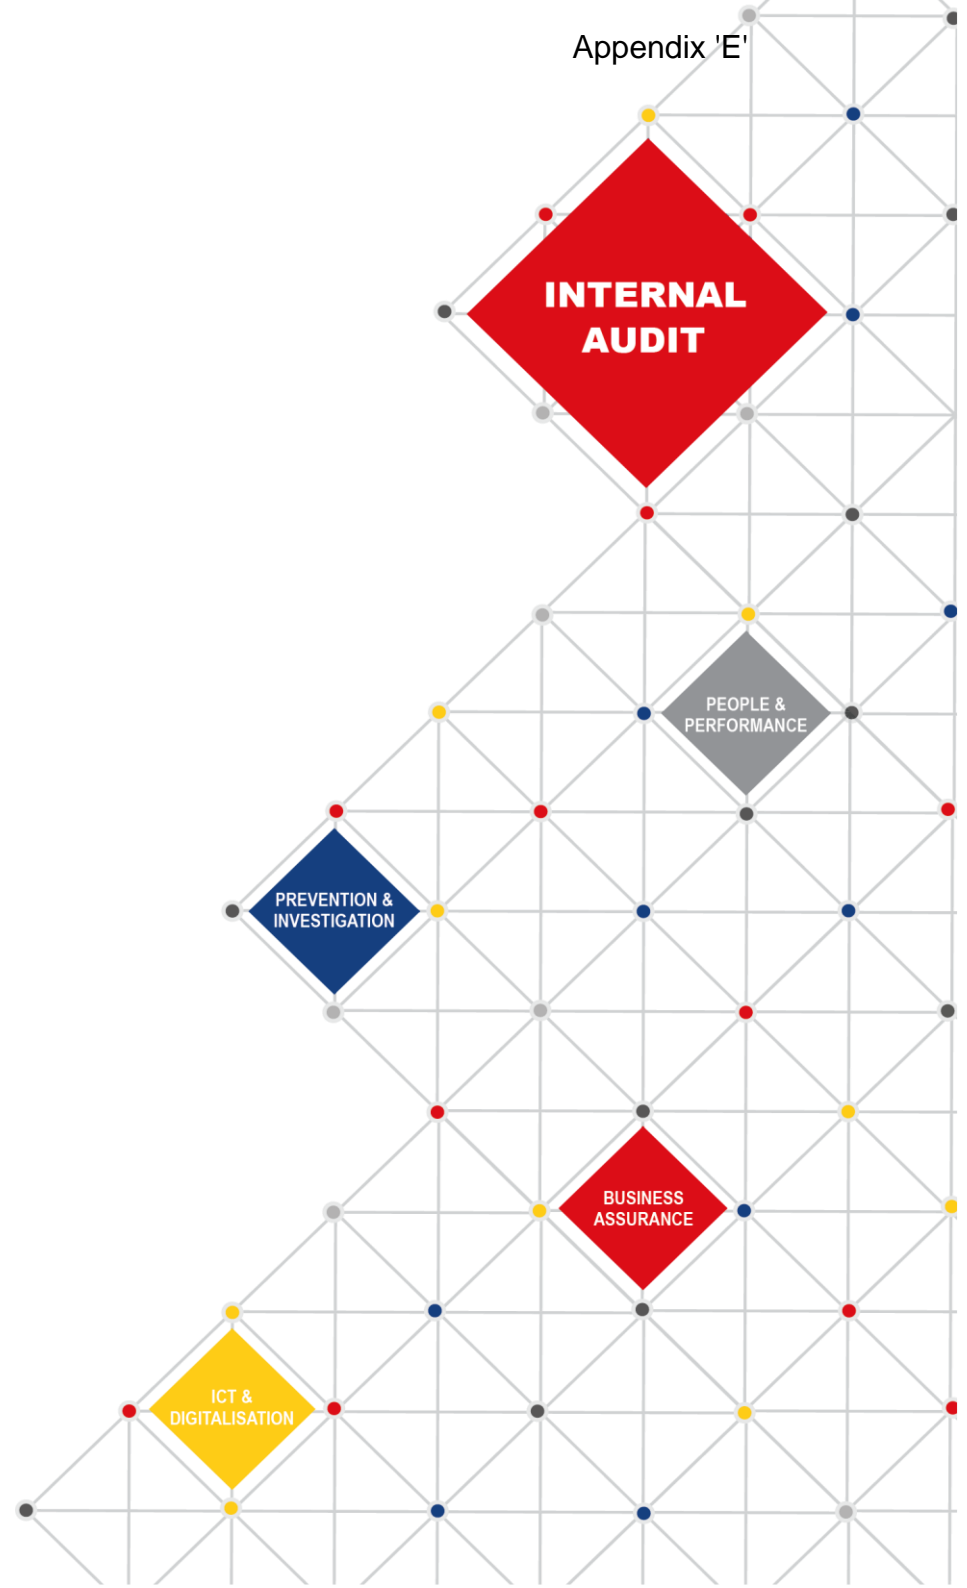 Appendix 'E'
INTERNAL
AUDIT
PEOPLE &
PERFORMANCE
PREVENTION &
INVESTIGATION
BUSINESS
ASSURANCE
ICT &
DIGITALISATION